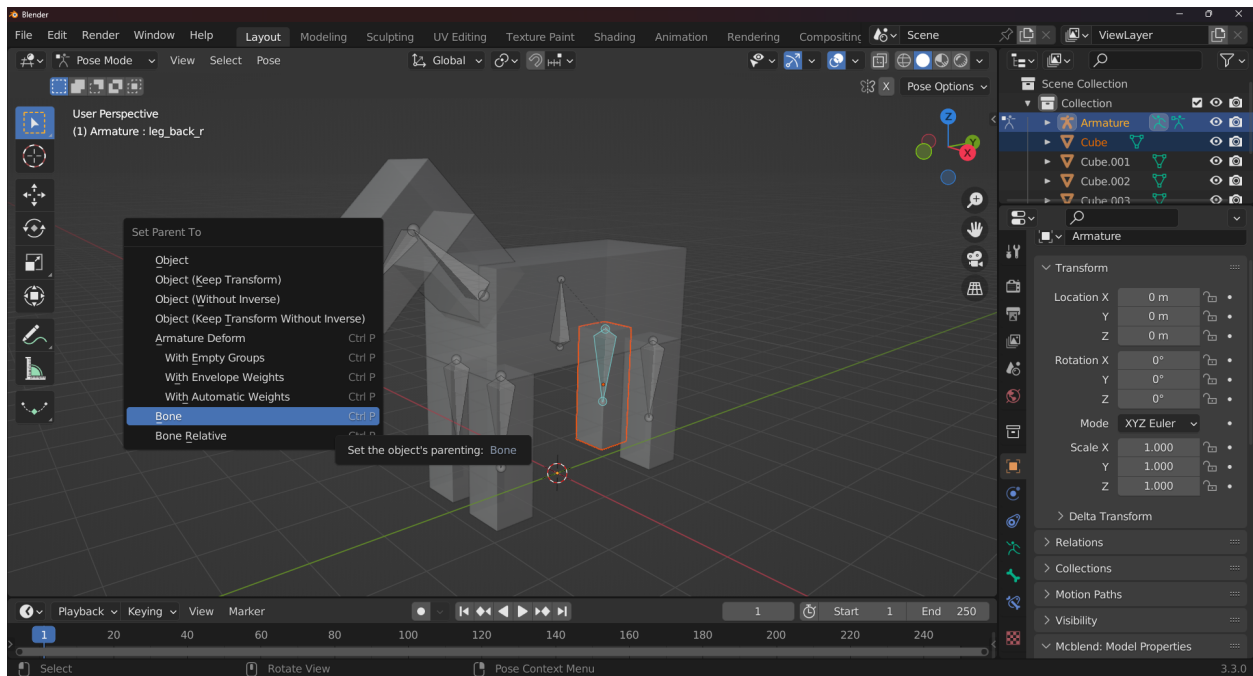 Blender
File Edit Render Window Help Layout Modeling Sculpting UV Editing Texture Paint Shading Animation Rendering Compositing Scene ViewLayer
Pose Mode View Select Pose Global
X Pose Options
User Perspective
(1) Armature : leg_back_r
Z
Y
X
Scene Collection
Collection
Armature
Cube
Cube.001
Cube.002
Cube.003
Set Parent To
Object
Object (Keep Transform)
Object (Without Inverse)
Object (Keep Transform Without Inverse)
Armature Deform Ctrl P
With Empty Groups Ctrl P
With Envelope Weights Ctrl P
With Automatic Weights Ctrl P
Bone Ctrl P
Bone Relative Ctrl P
Set the object's parenting: Bone
Armature
Transform
Location X 0 m
Y 0 m
Z 0 m
Rotation X 0°
Y 0°
Z 0°
Mode XYZ Euler
Scale X 1.000
Y 1.000
Z 1.000
Delta Transform
Relations
Collections
Motion Paths
Visibility
Mcblend: Model Properties
Playback Keying View Marker 1 Start 1 End 250
1 20 40 60 80 100 120 140 160 180 200 220 240
Select Rotate View Pose Context Menu 3.3.0